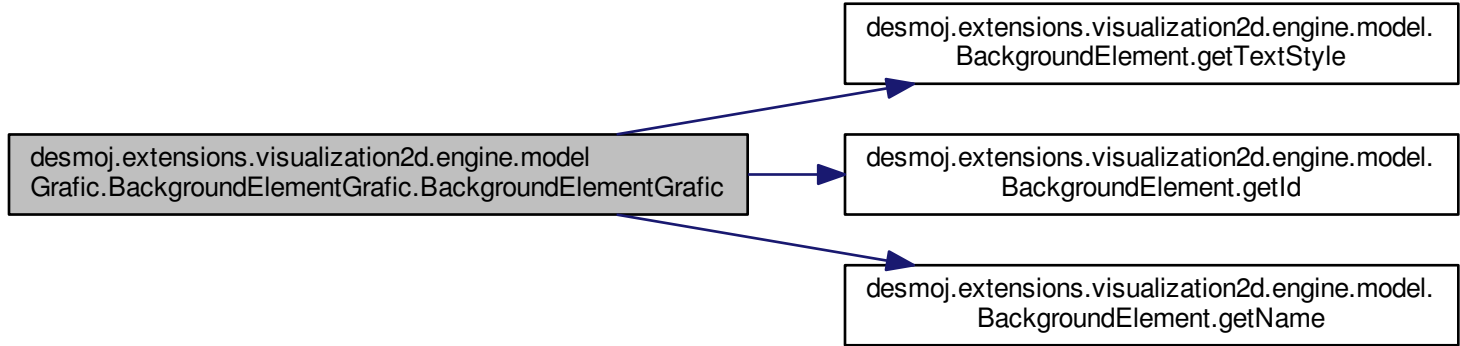 desmoj.extensions.visualization2d.engine.model
Grafic.BackgroundElementGrafic.BackgroundElementGrafic
desmoj.extensions.visualization2d.engine.model.
BackgroundElement.getTextStyle
desmoj.extensions.visualization2d.engine.model.
BackgroundElement.getId
desmoj.extensions.visualization2d.engine.model.
BackgroundElement.getName